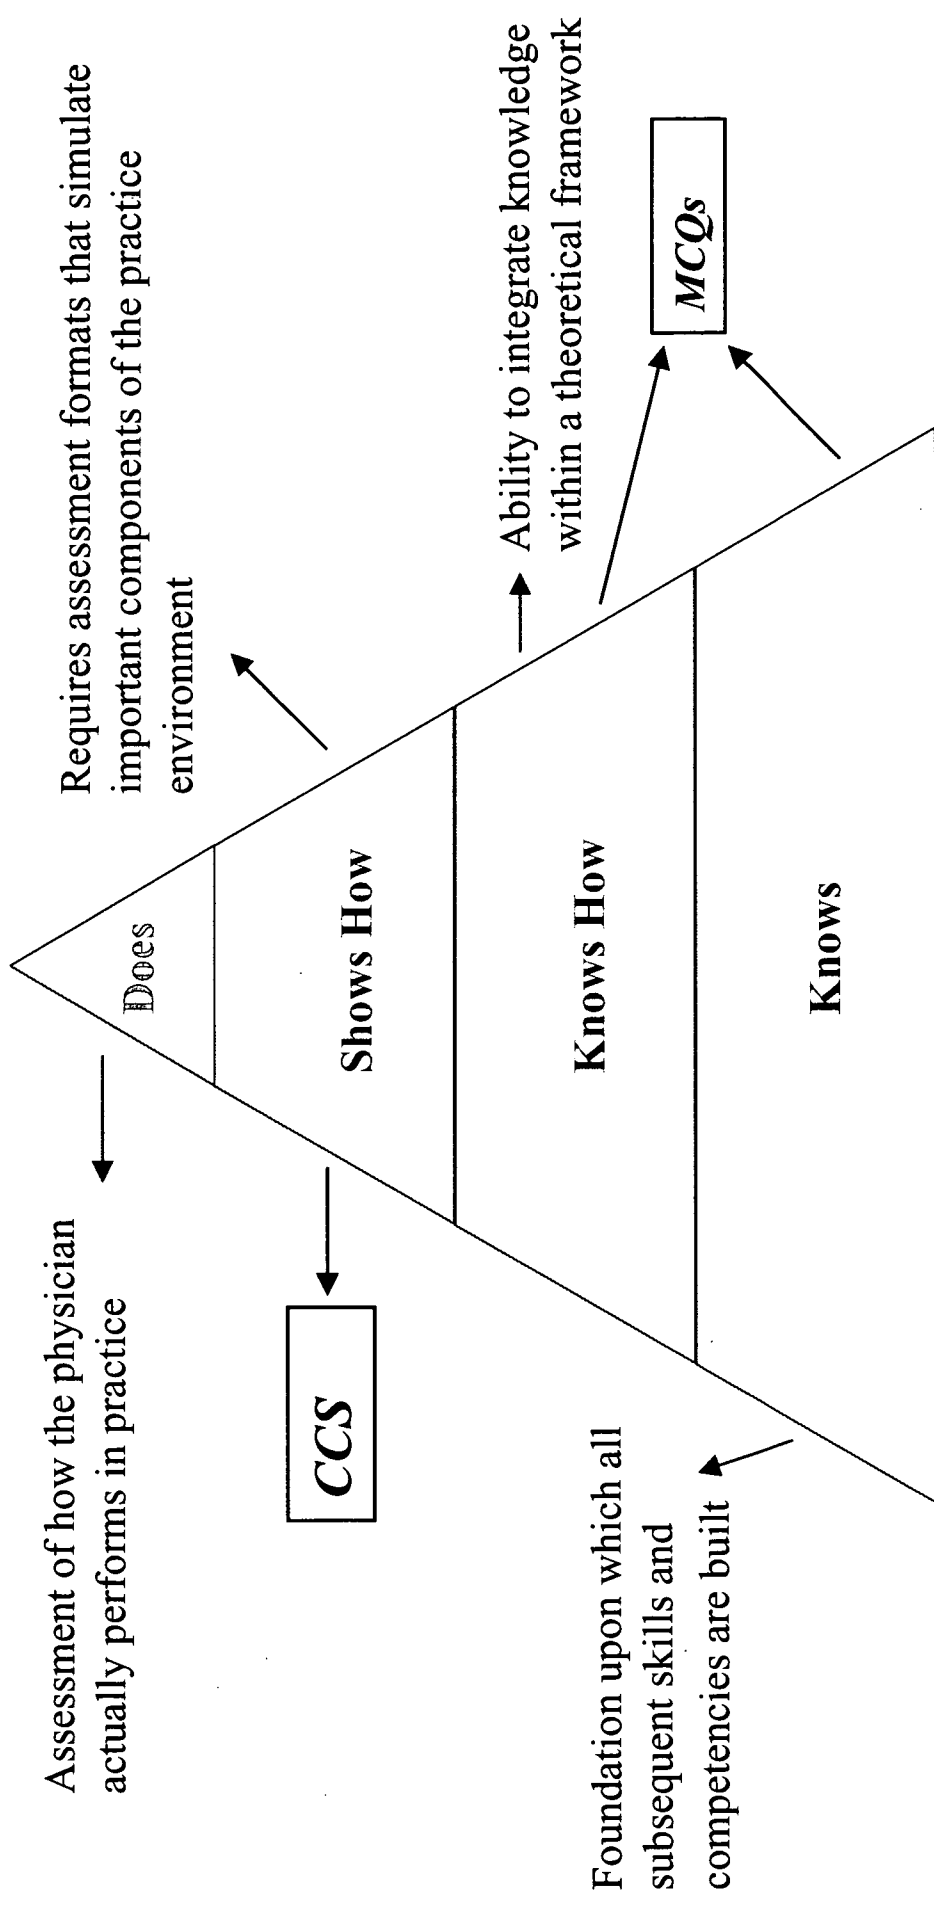 Assessment of how the physician
actually performs in practice
Does
Requires assessment formats that simulate
important components of the practice
environment
CCS
Shows How
Ability to integrate knowledge
within a theoretical framework
Knows How
MCQs
Foundation upon which all
subsequent skills and
competencies are built
Knows